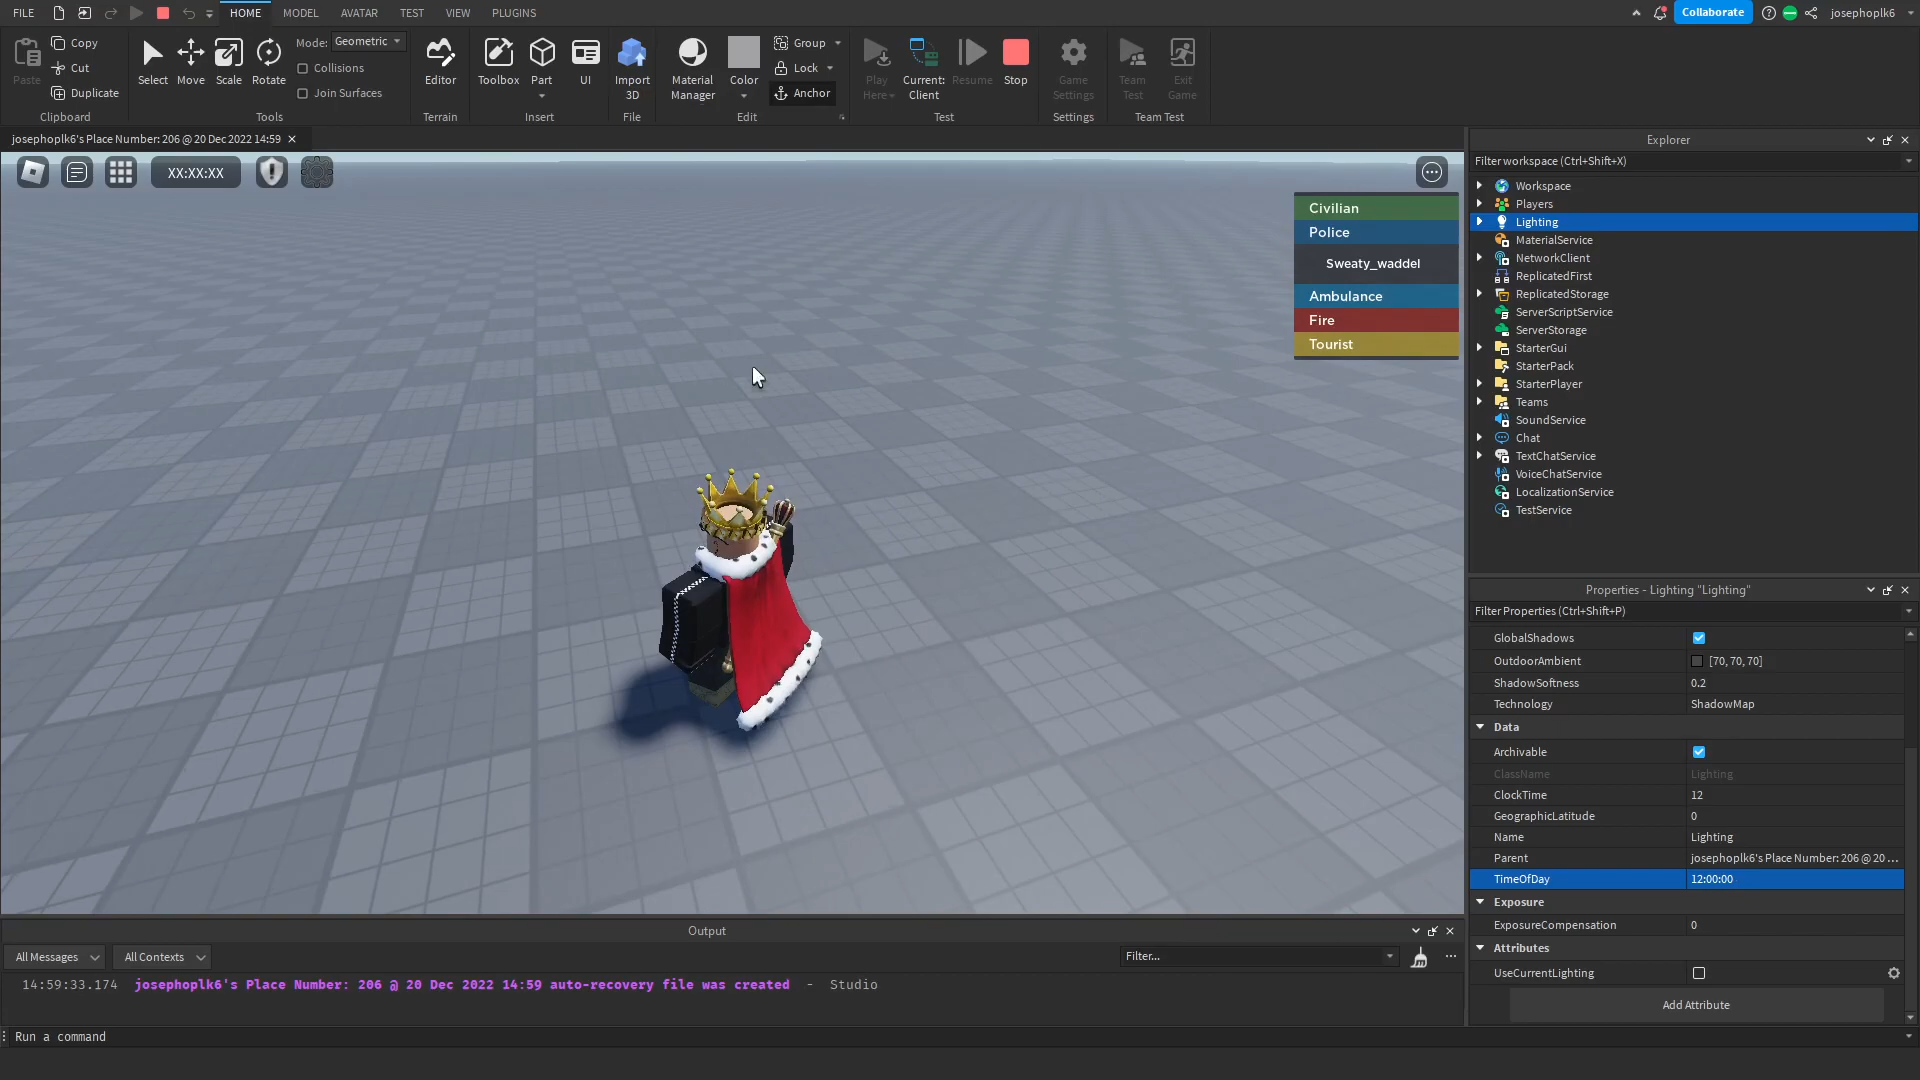 FILE HOME MODEL AVATAR TEST VIEW PLUGINS Collaborate josephoplk6
Paste Copy Cut Duplicate Clipboard
Select Move Scale Rotate Mode: Geometric Collisions Join Surfaces Tools
Editor Terrain
Toolbox Part UI Insert
Import 3D File
Material Manager Color Group Lock Anchor Edit
Play Here Current: Client Resume Stop Test
Game Settings Settings
Team Test Exit Game Team Test
josephoplk6's Place Number: 206 @ 20 Dec 2022 14:59
XX:XX:XX
Civilian
Police
Sweaty_waddel
Ambulance
Fire
Tourist
Explorer
Filter workspace (Ctrl+Shift+X)
Workspace
Players
Lighting
MaterialService
NetworkClient
ReplicatedFirst
ReplicatedStorage
ServerScriptService
ServerStorage
StarterGui
StarterPack
StarterPlayer
Teams
SoundService
Chat
TextChatService
VoiceChatService
LocalizationService
TestService
Properties - Lighting "Lighting"
Filter Properties (Ctrl+Shift+P)
GlobalShadows
OutdoorAmbient [70, 70, 70]
ShadowSoftness 0.2
Technology ShadowMap
Data
Archivable
ClassName Lighting
ClockTime 12
GeographicLatitude 0
Name Lighting
Parent josephoplk6's Place Number: 206 @ 20 ...
TimeOfDay 12:00:00
Exposure
ExposureCompensation 0
Attributes
UseCurrentLighting
Add Attribute
Output
All Messages All Contexts Filter...
14:59:33.174 josephoplk6's Place Number: 206 @ 20 Dec 2022 14:59 auto-recovery file was created - Studio
Run a command